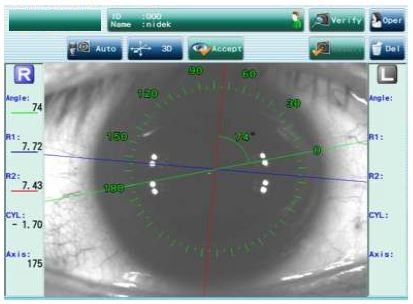 ID :000
Name :nidek
Verify
Oper
Auto
3D
Accept
Del
R
L
Angle:
74
R1:
7.72
R2:
7.43
CYL:
- 1.70
Axis:
175
90
60
120
30
150
74°
0
180
Angle:
R1:
R2:
CYL:
Axis: